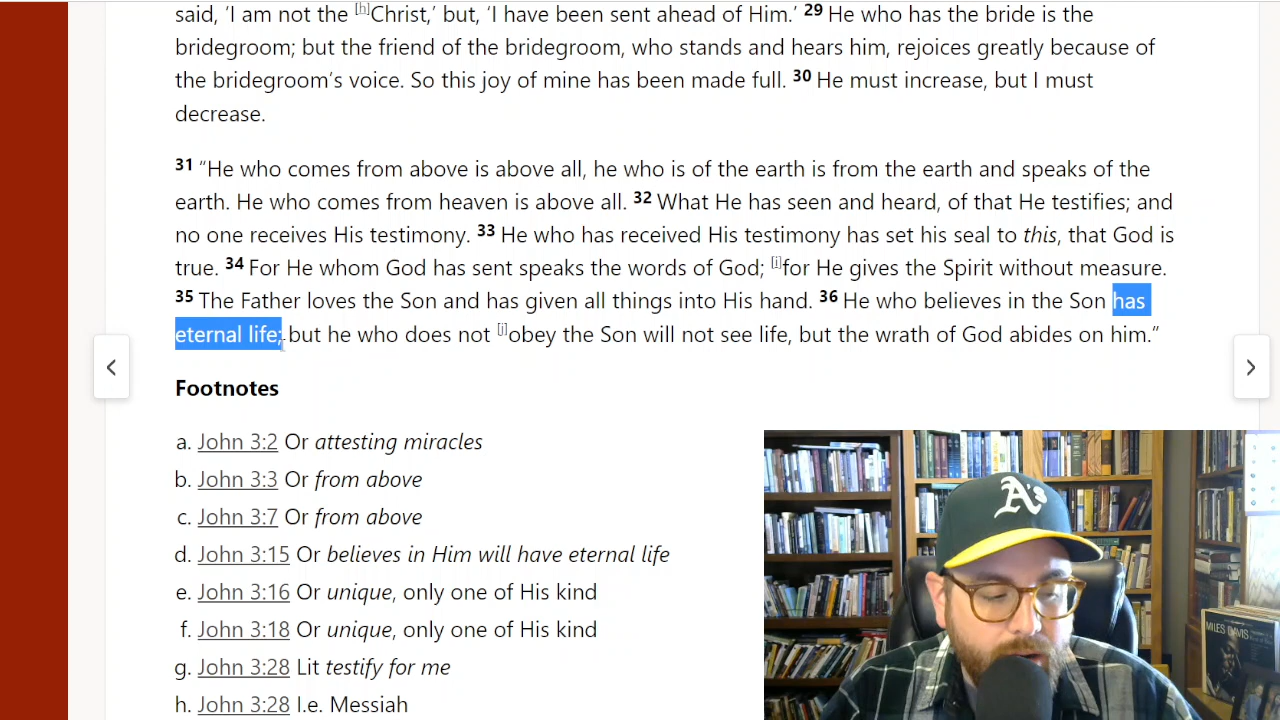 said, ‘I am not the [h]Christ,’ but, ‘I have been sent ahead of Him.’ 29 He who has the bride is the
bridegroom; but the friend of the bridegroom, who stands and hears him, rejoices greatly because of
the bridegroom’s voice. So this joy of mine has been made full. 30 He must increase, but I must
decrease.
31 “He who comes from above is above all, he who is of the earth is from the earth and speaks of the
earth. He who comes from heaven is above all. 32 What He has seen and heard, of that He testifies; and
no one receives His testimony. 33 He who has received His testimony has set his seal to this, that God is
true. 34 For He whom God has sent speaks the words of God; [i]for He gives the Spirit without measure.
35 The Father loves the Son and has given all things into His hand. 36 He who believes in the Son has
eternal life; but he who does not [j]obey the Son will not see life, but the wrath of God abides on him.”
Footnotes
a. John 3:2 Or attesting miracles
b. John 3:3 Or from above
c. John 3:7 Or from above
d. John 3:15 Or believes in Him will have eternal life
e. John 3:16 Or unique, only one of His kind
f. John 3:18 Or unique, only one of His kind
g. John 3:28 Lit testify for me
h. John 3:28 I.e. Messiah
A's
MILES DAVIS